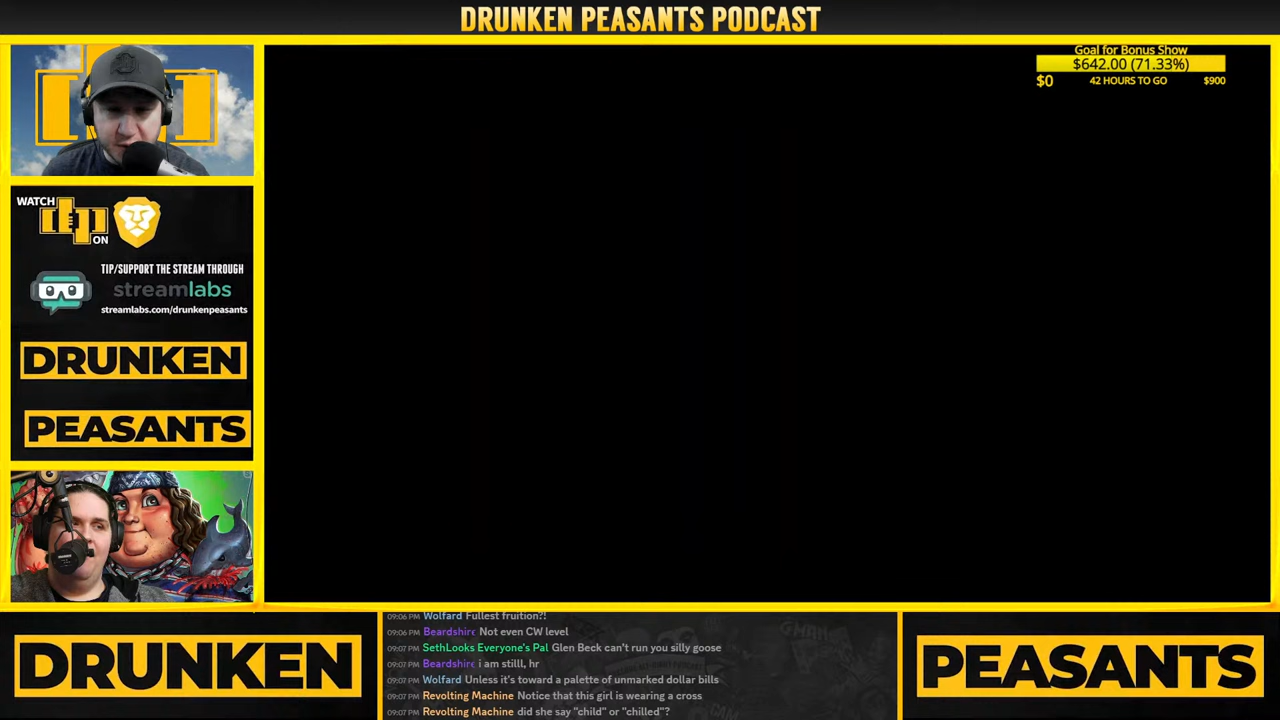 DRUNKEN PEASANTS PODCAST
Goal for Bonus Show
$642.00 (71.33%)
$0 42 HOURS TO GO $900
WATCH
ON
TIP/SUPPORT THE STREAM THROUGH
streamlabs
streamlabs.com/drunkenpeasants
DRUNKEN
PEASANTS
09:06 PM Wolfard Fullest fruition?!
09:06 PM Beardshire Not even CW level
09:07 PM SethLooks Everyone's Pal Glen Beck can't run you silly goose
09:07 PM Beardshire i am stilll, hr
09:07 PM Wolfard Unless it's toward a palette of unmarked dollar bills
09:07 PM Revolting Machine Notice that this girl is wearing a cross
09:07 PM Revolting Machine did she say "child" or "chilled"?
DRUNKEN
PEASANTS